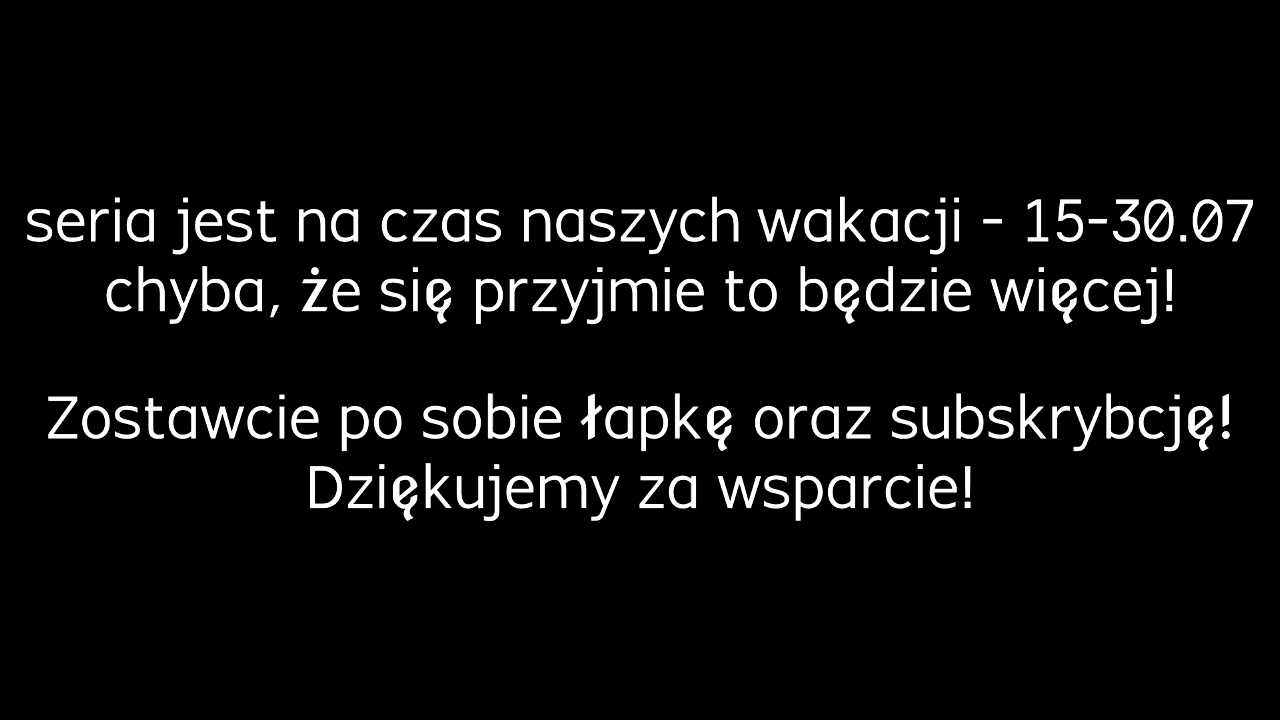 seria jest na czas naszych wakacji - 15-30.07
chyba, że się przyjmie to będzie więcej!
Zostawcie po sobie łapkę oraz subskrybcję!
Dziękujemy za wsparcie!